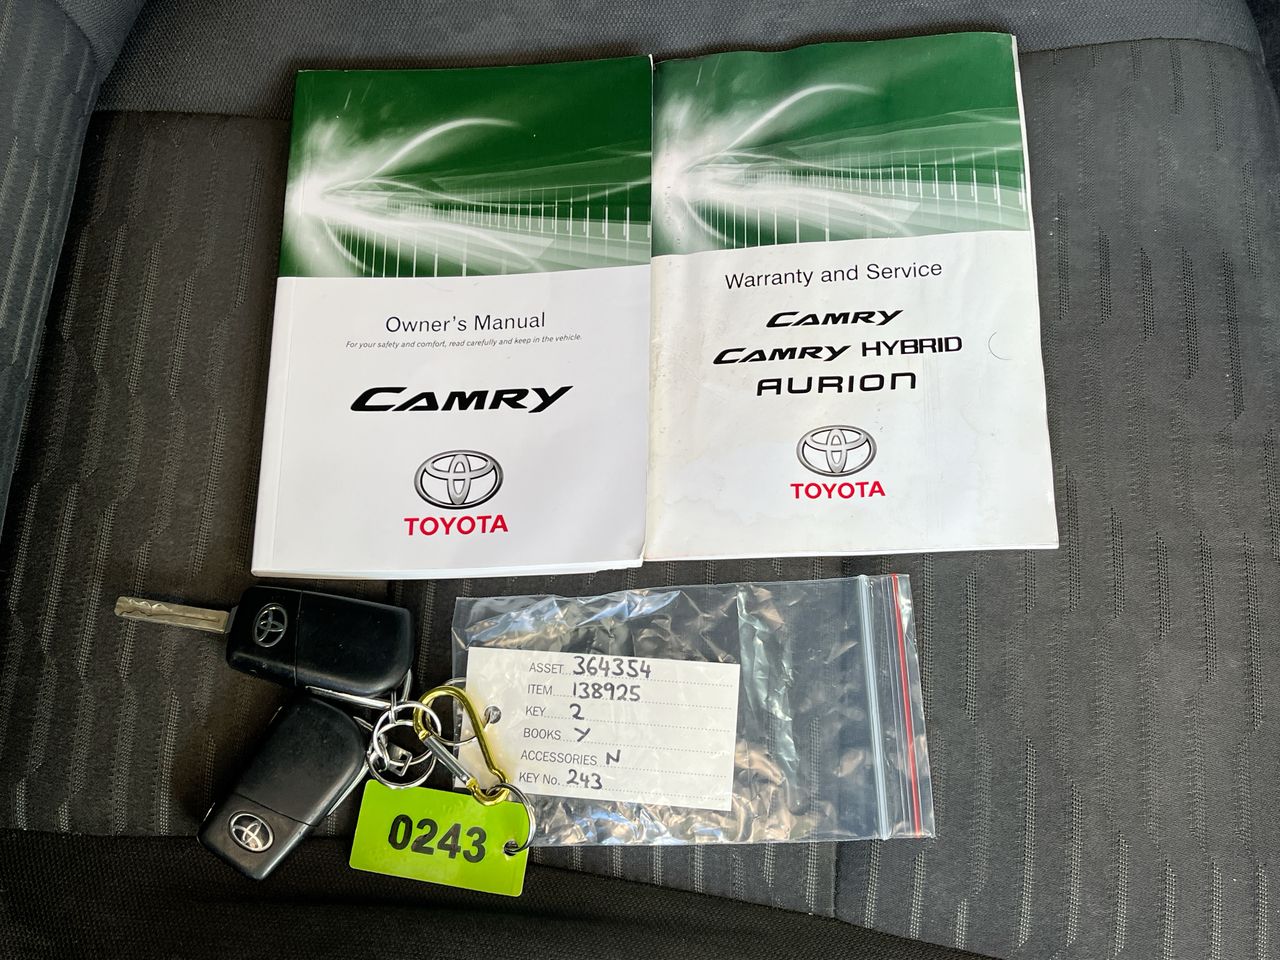 Owner's Manual
For your safety and comfort, read carefully and keep in the vehicle.
CAMRY
TOYOTA
Warranty and Service
CAMRY
CAMRY HYBRID
AURION
TOYOTA
ASSET 364354
ITEM 138925
KEY 2
BOOKS Y
ACCESSORIES N
KEY No. 243
0243